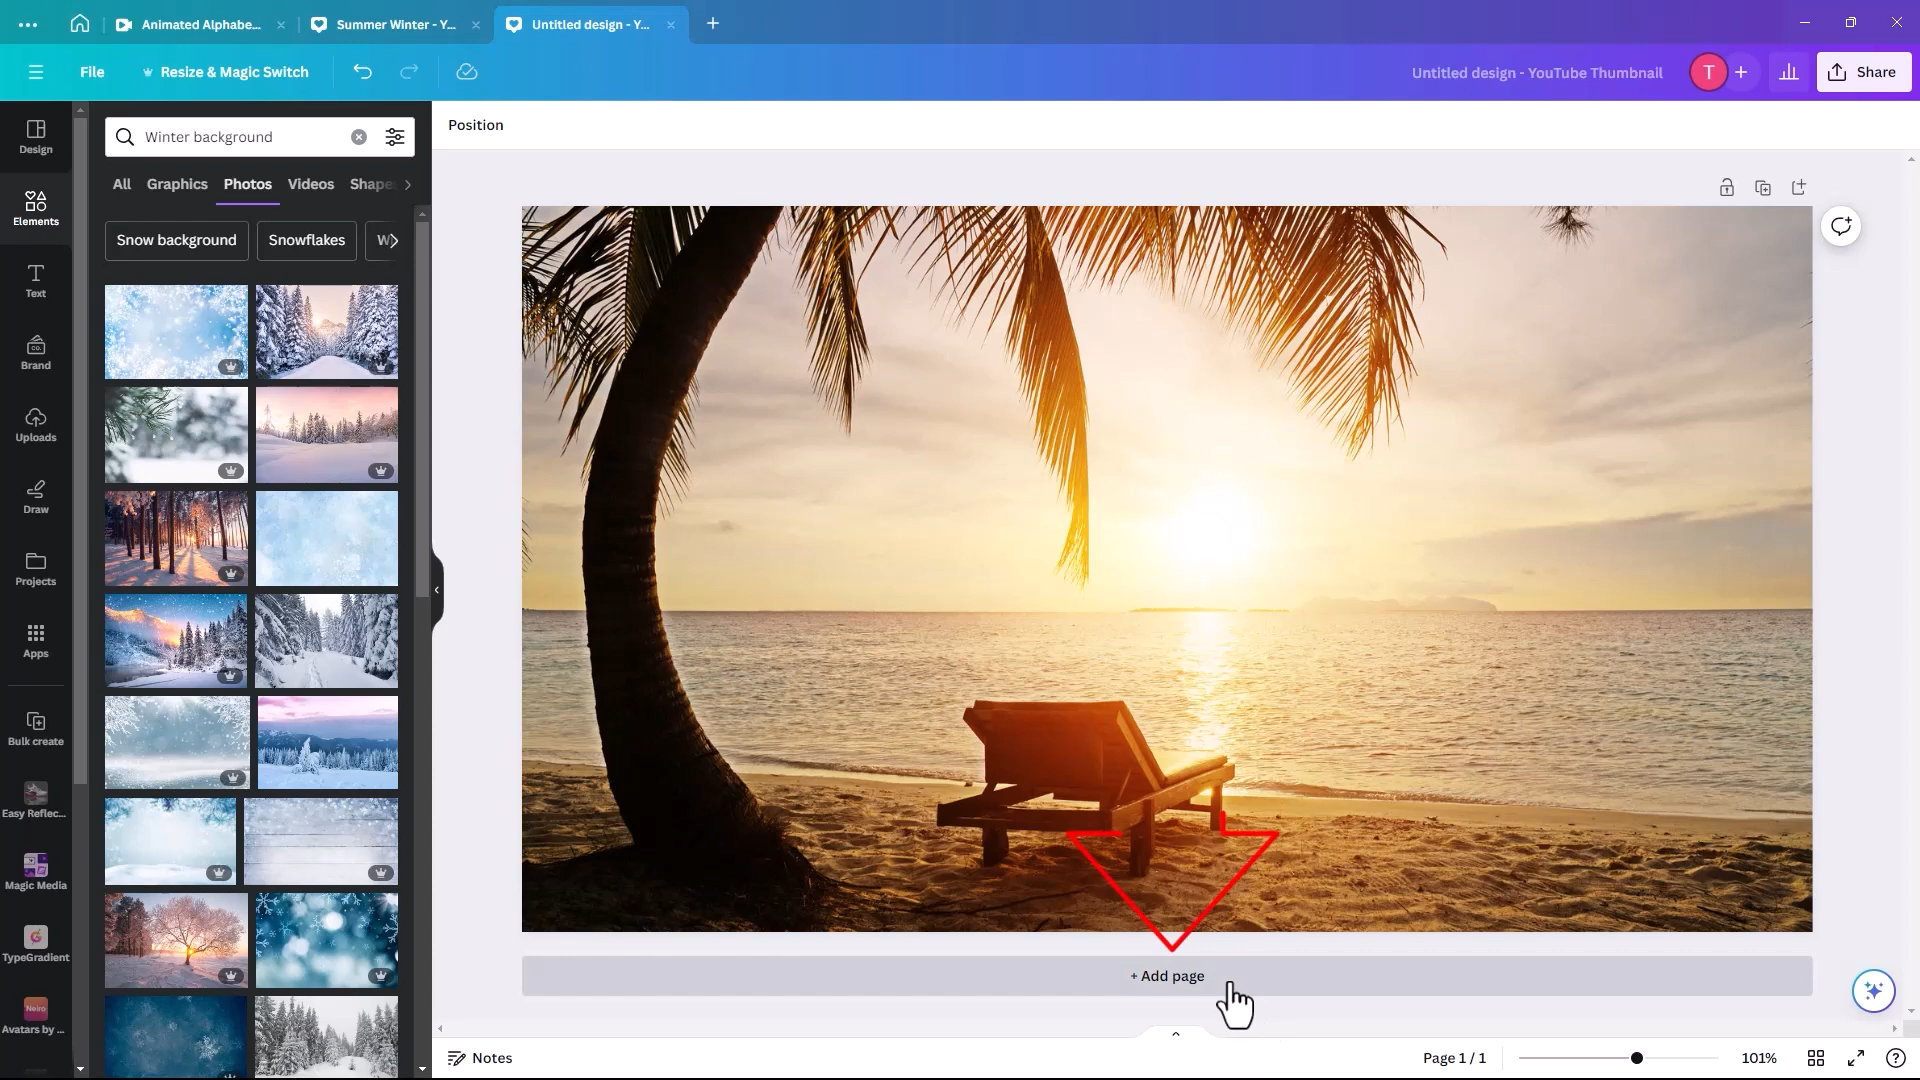 Animated Alphabe...
Summer Winter - Y...
Untitled design - Y...
File
Resize & Magic Switch
Untitled design - YouTube Thumbnail
T
Share
Design
Elements
Text
Brand
Uploads
Draw
Projects
Apps
Bulk create
Easy Reflec...
Magic Media
TypeGradient
Neiro
Avatars by ...
Winter background
All
Graphics
Photos
Videos
Shape
Snow background
Snowflakes
W
Position
+ Add page
Notes
Page 1 / 1
101%